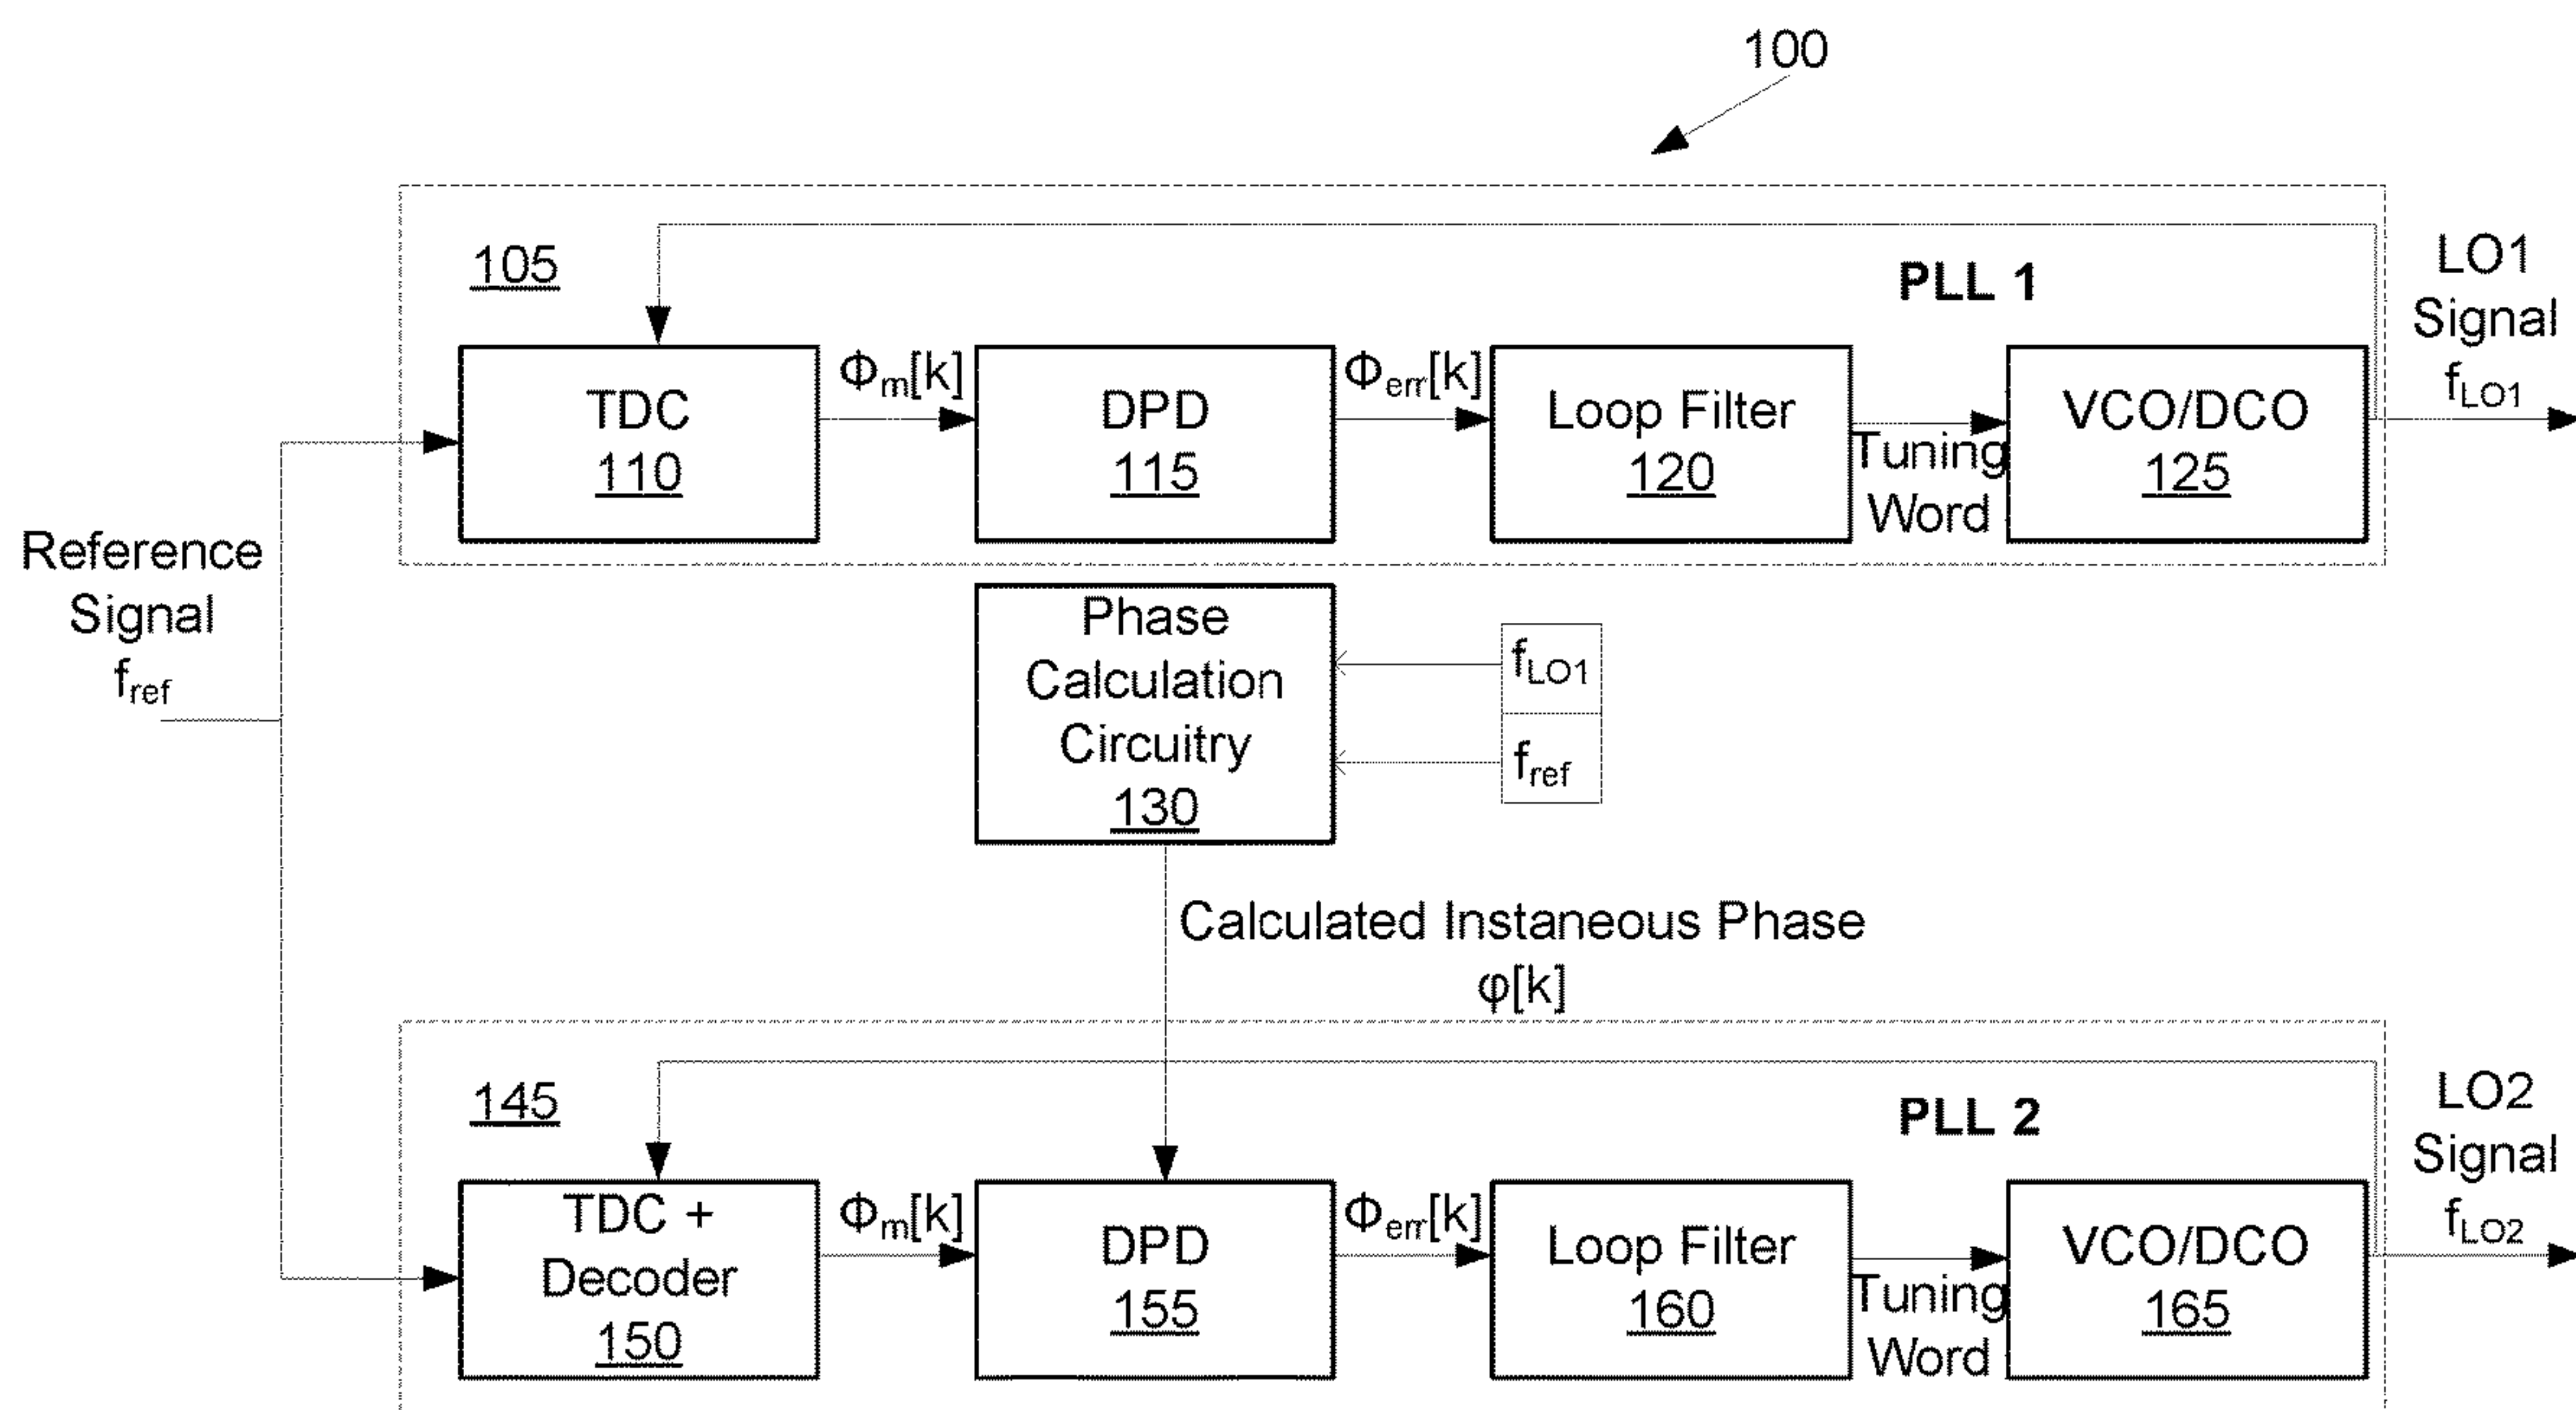 100
105
PLL 1
LO1
Signal
fLO1
TDC
110
Φm[k]
DPD
115
Φerr[k]
Loop Filter
120
Tuning
Word
VCO/DCO
125
Reference
Signal
fref
Phase
Calculation
Circuitry
130
fLO1
fref
Calculated Instaneous Phase
φ[k]
145
PLL 2
LO2
Signal
fLO2
TDC +
Decoder
150
Φm[k]
DPD
155
Φerr[k]
Loop Filter
160
Tuning
Word
VCO/DCO
165